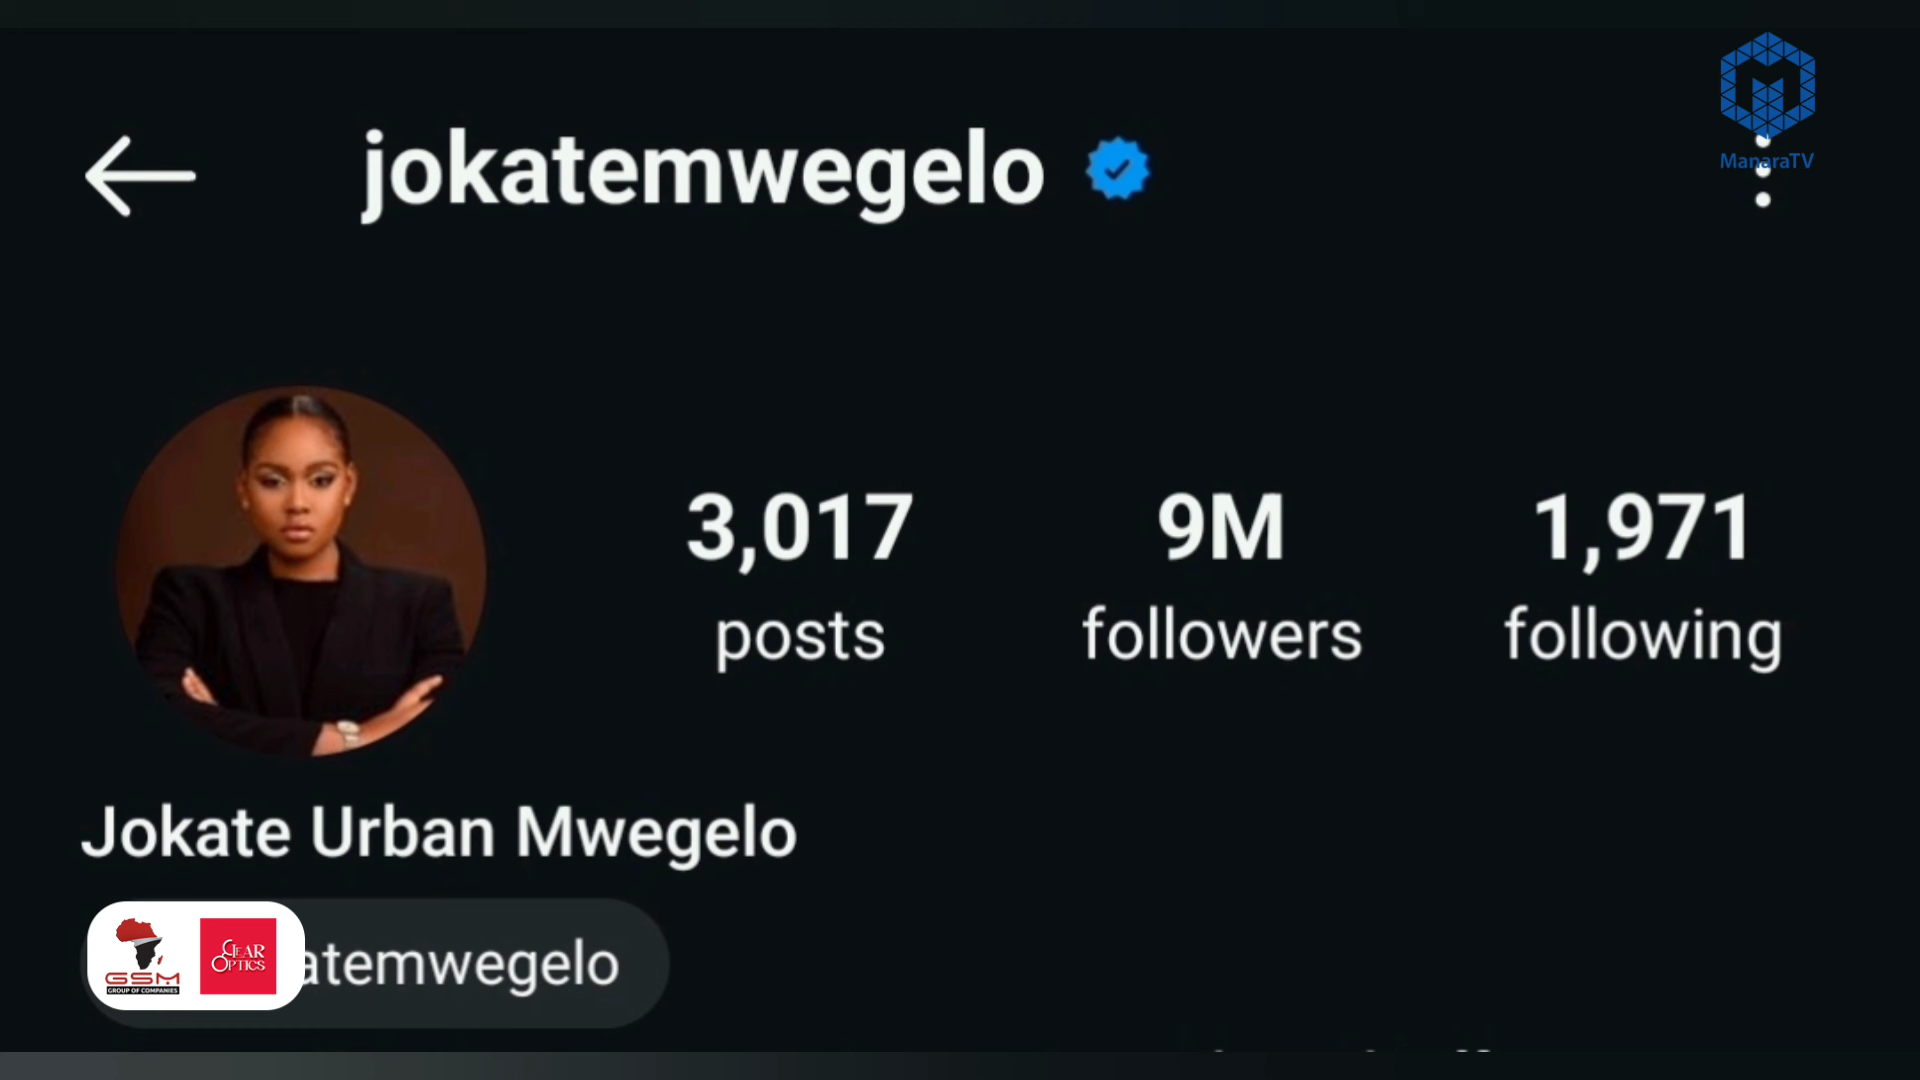 jokatemwegelo
ManaraTV
3,017 9M 1,971
posts followers following
Jokate Urban Mwegelo
GSM
GROUP OF COMPANIES
CLEAR
OPTICS
atemwegelo